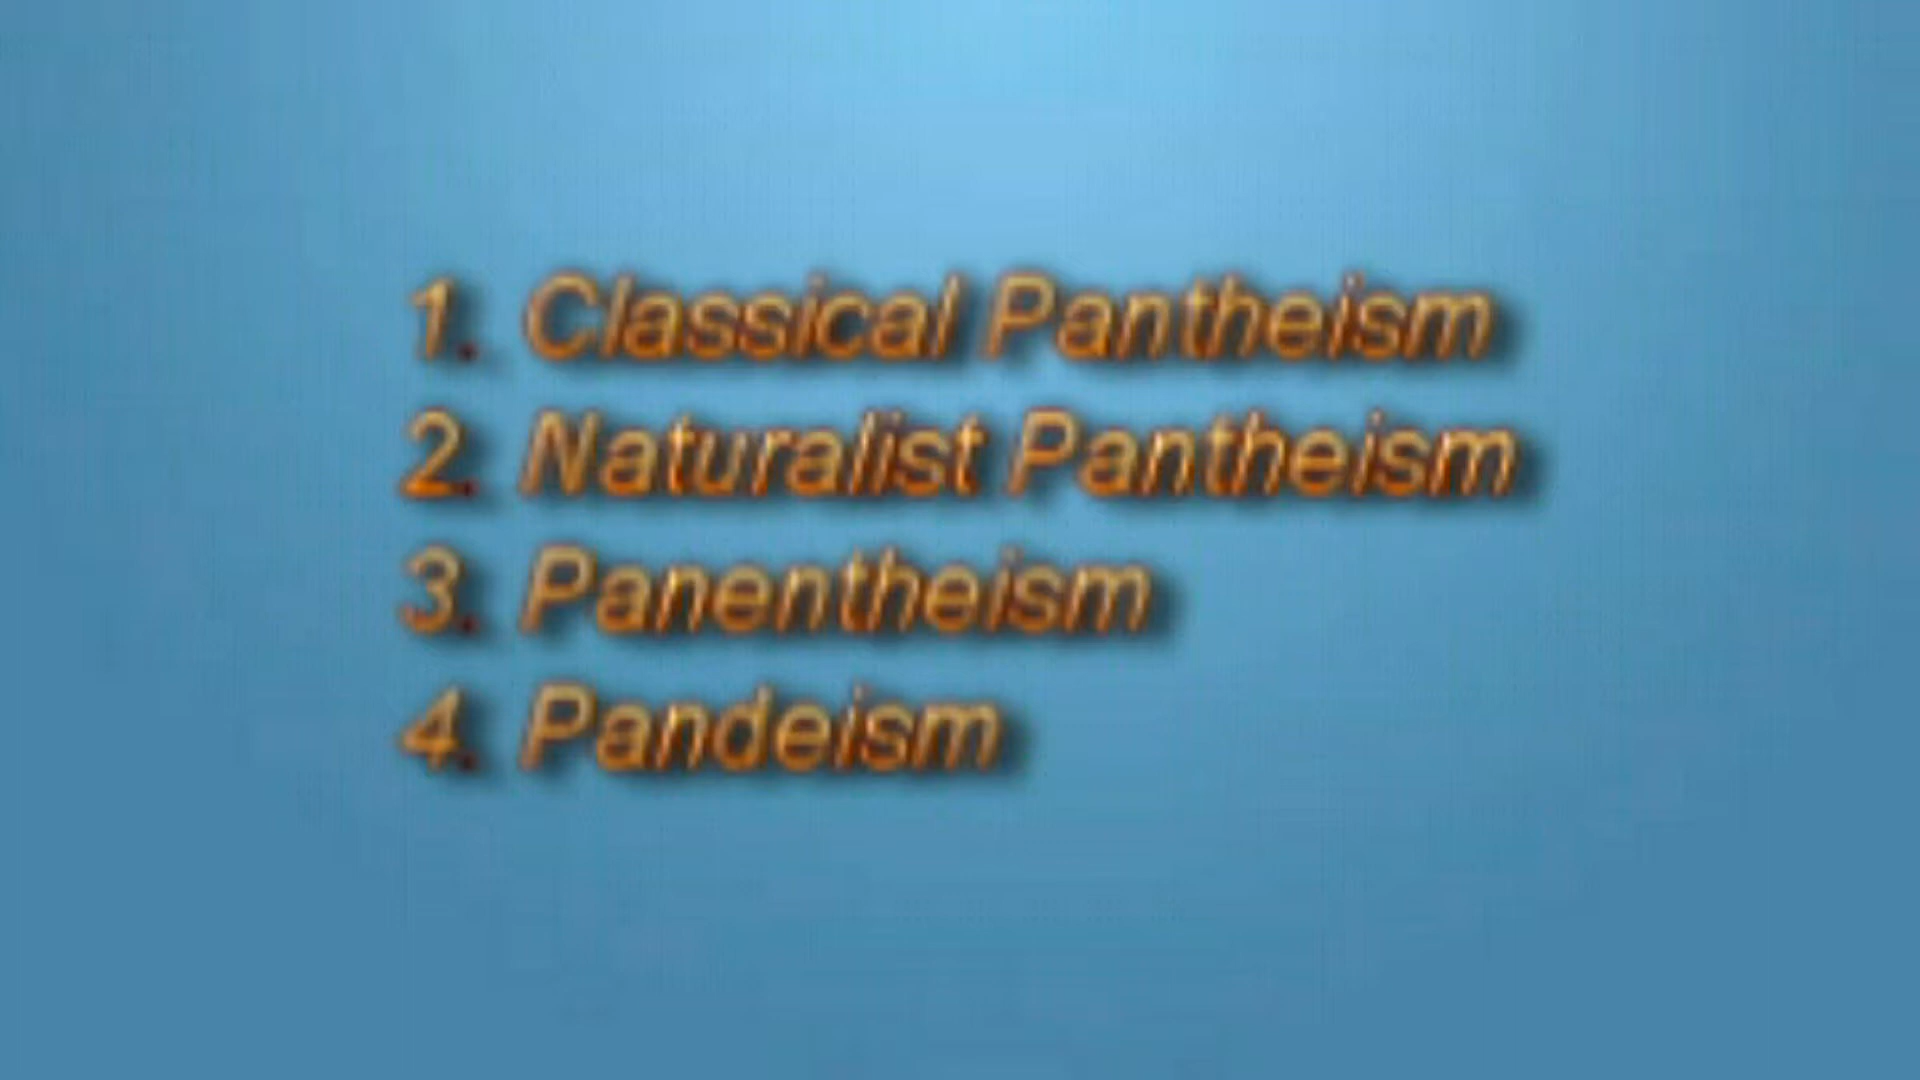 1. Classical Pantheism
2. Naturalist Pantheism
3. Panentheism
4. Pandeism